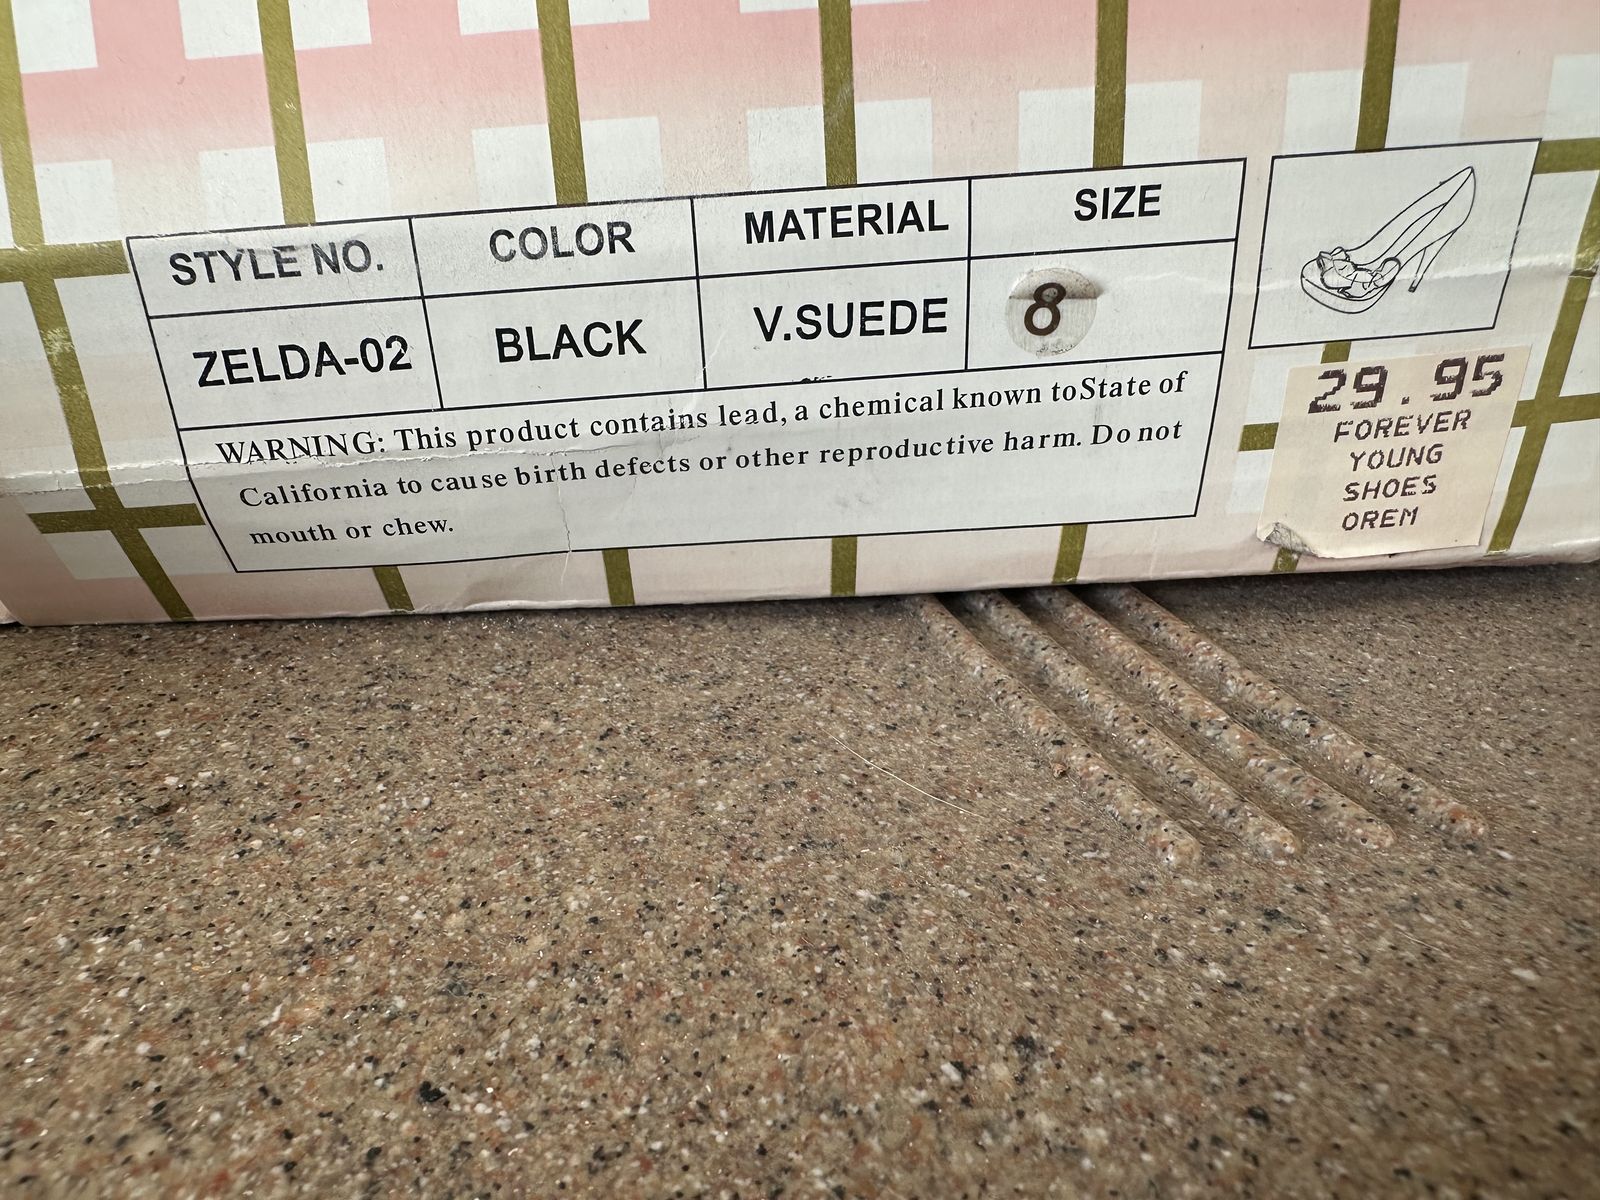 STYLE NO. COLOR MATERIAL SIZE
ZELDA-02 BLACK V.SUEDE 8
WARNING: This product contains lead, a chemical known toState of
California to cause birth defects or other reproductive harm. Do not
mouth or chew.
29.95
FOREVER
YOUNG
SHOES
OREM